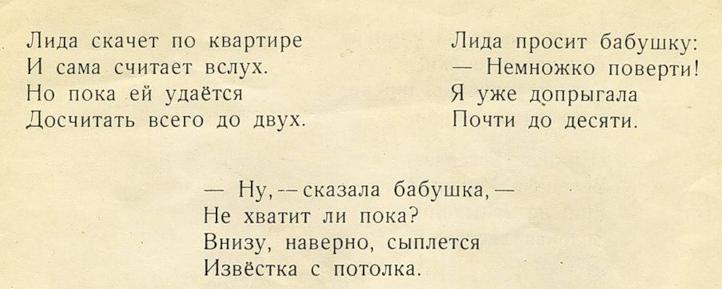 Лида скачет по квартире
И сама считает вслух.
Но пока ей удаётся
Досчитать всего до двух.
Лида просит бабушку:
— Немножко поверти!
Я уже допрыгала
Почти до десяти.
— Ну, — сказала бабушка, —
Не хватит ли пока?
Внизу, наверно, сыплется
Извёстка с потолка.